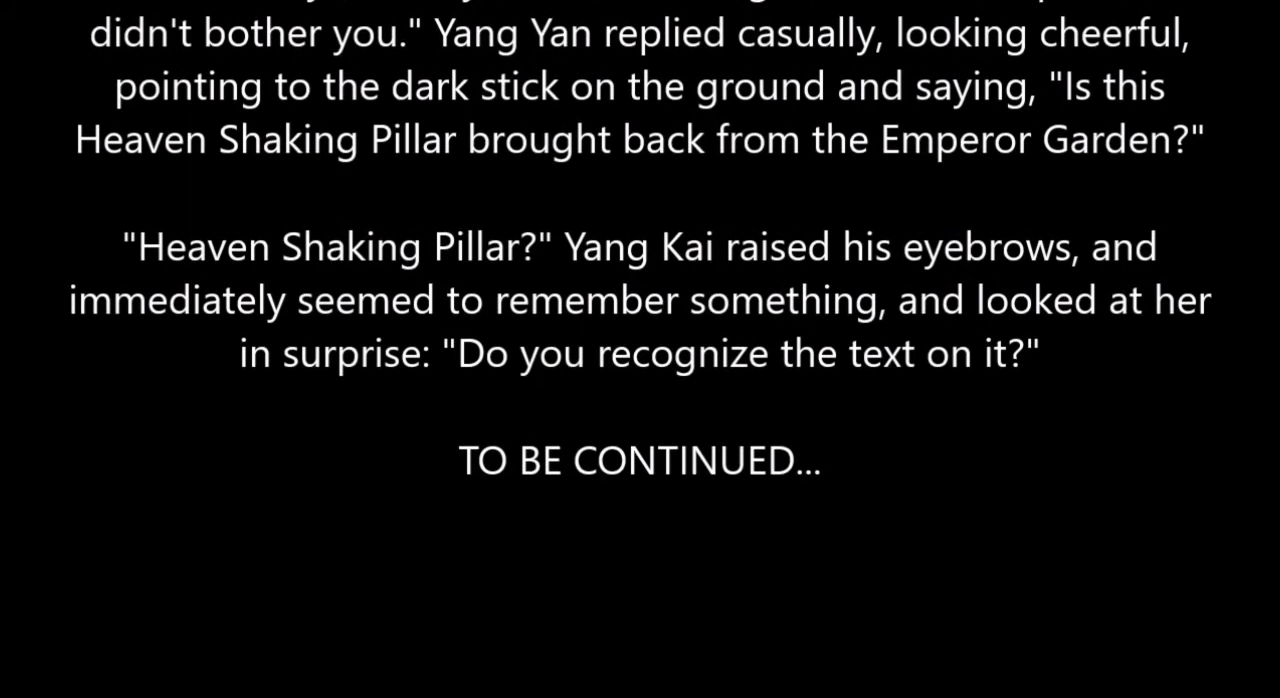 didn't bother you." Yang Yan replied casually, looking cheerful,
pointing to the dark stick on the ground and saying, "Is this
Heaven Shaking Pillar brought back from the Emperor Garden?"
"Heaven Shaking Pillar?" Yang Kai raised his eyebrows, and
immediately seemed to remember something, and looked at her
in surprise: "Do you recognize the text on it?"
TO BE CONTINUED...